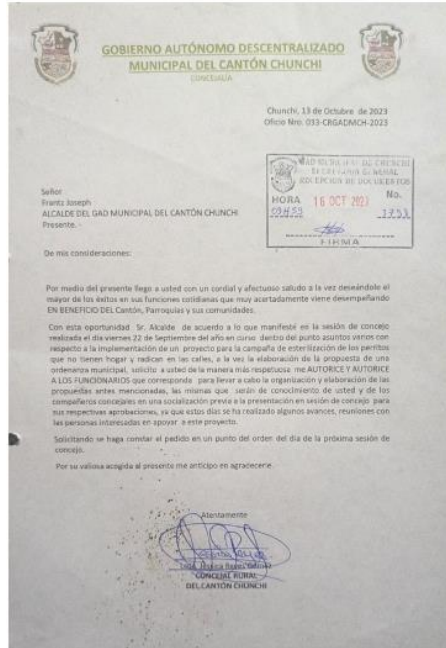 GOBIERNO AUTÓNOMO DESCENTRALIZADO
MUNICIPAL DEL CANTÓN CHUNCHI
CONCEJALIA
Chunchi, 13 de Octubre de 2023
Oficio Nro. 033-CRGADMCH-2023
GAD MUNICIPAL DE CHUNCHI
SECRETARIA GENERAL
RECEPCIÓN DE DOCUMENTOS
HORA 16 OCT 2023 No.
FIRMA
Señor
Frantz Joseph
ALCALDE DEL GAD MUNICIPAL DEL CANTÓN CHUNCHI
Presente. -
De mis consideraciones:
Por medio del presente llego a usted con un cordial y afectuoso saludo a la vez deseándole el
mayor de los éxitos en sus funciones cotidianas que muy acertadamente viene desempeñando
EN BENEFICIO DEL Cantón, Parroquias y sus comunidades.
Con esta oportunidad Sr. Alcalde de acuerdo a lo que manifesté en la sesión de concejo
realizada el día viernes 22 de Septiembre del año en curso dentro del punto asuntos varios con
respecto a la implementación de un proyecto para la campaña de esterilización de los perritos
que no tienen hogar y radican en las calles, a la vez la elaboración de la propuesta de una
ordenanza municipal, solicito a usted de la manera más respetuosa me AUTORICE Y AUTORICE
A LOS FUNCIONARIOS que corresponda para llevar a cabo la organización y elaboración de las
propuestas antes mencionadas, las mismas que serán de conocimiento de usted y de los
compañeros concejales en una socialización previa a la presentación en sesión de concejo para
sus respectivas aprobaciones, ya que estos días se ha realizado algunos avances, reuniones con
las personas interesadas en apoyar a este proyecto.
Solicitando se haga constar el pedido en un punto del orden del día de la próxima sesión de
concejo.
Por su valiosa acogida al presente me anticipo en agradecerle.
Atentamente
CONCEJAL RURAL
DEL CANTÓN CHUNCHI